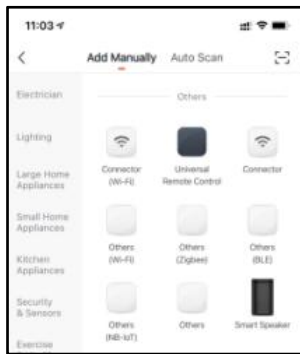 11:03
Add Manually Auto Scan
Electrician
Others
Lighting
Large Home
Appliances
Small Home
Appliances
Kitchen
Appliances
Security
& Sensors
Exercise
Connector
(Wi-Fi)
Universal
Remote Control
Connector
Others
(Wi-Fi)
Others
(Zigbee)
Others
(BLE)
Others
(NB-IoT)
Others
Smart Speaker